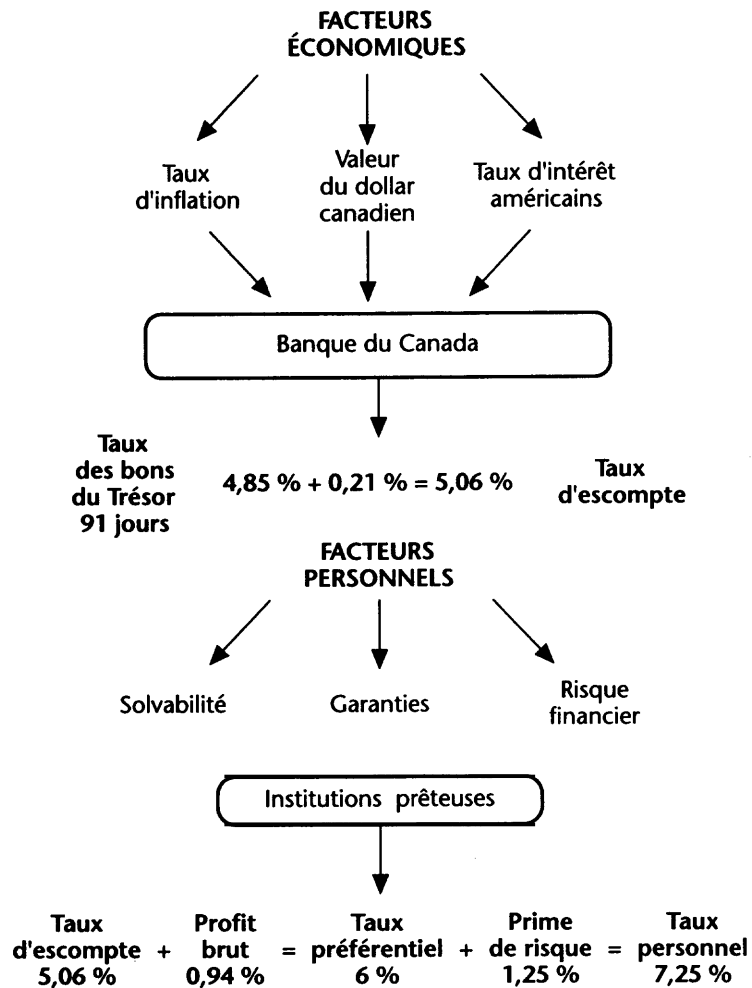 FACTEURS
ÉCONOMIQUES
Taux
d'inflation
Valeur
du dollar
canadien
Taux d'intérêt
américains
Banque du Canada
Taux
des bons
du Trésor
91 jours
4,85 % + 0,21 % = 5,06 %
Taux
d'escompte
FACTEURS
PERSONNELS
Solvabilité
Garanties
Risque
financier
Institutions prêteuses
Taux Profit Taux Prime Taux
d'escompte + brut = préférentiel + de risque = personnel
5,06 % 0,94 % 6 % 1,25 % 7,25 %